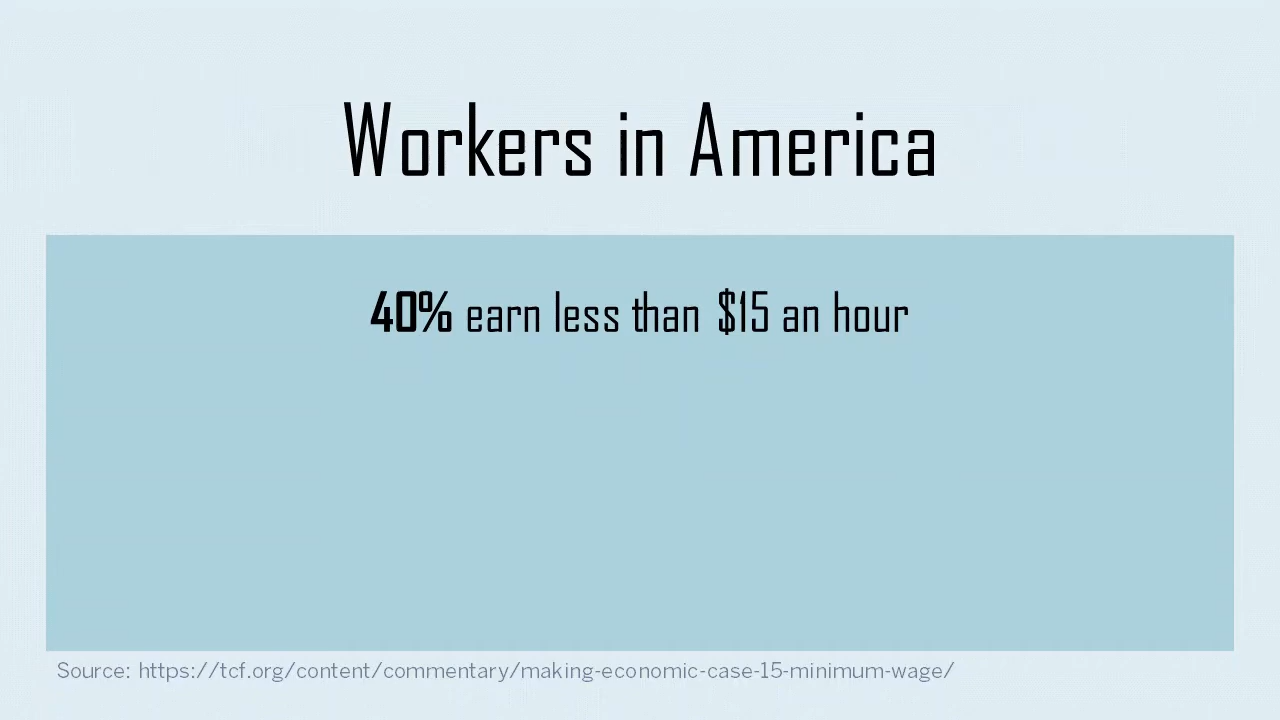 Workers in America
40% earn less than $15 an hour
Source: https://tcf.org/content/commentary/making-economic-case-15-minimum-wage/